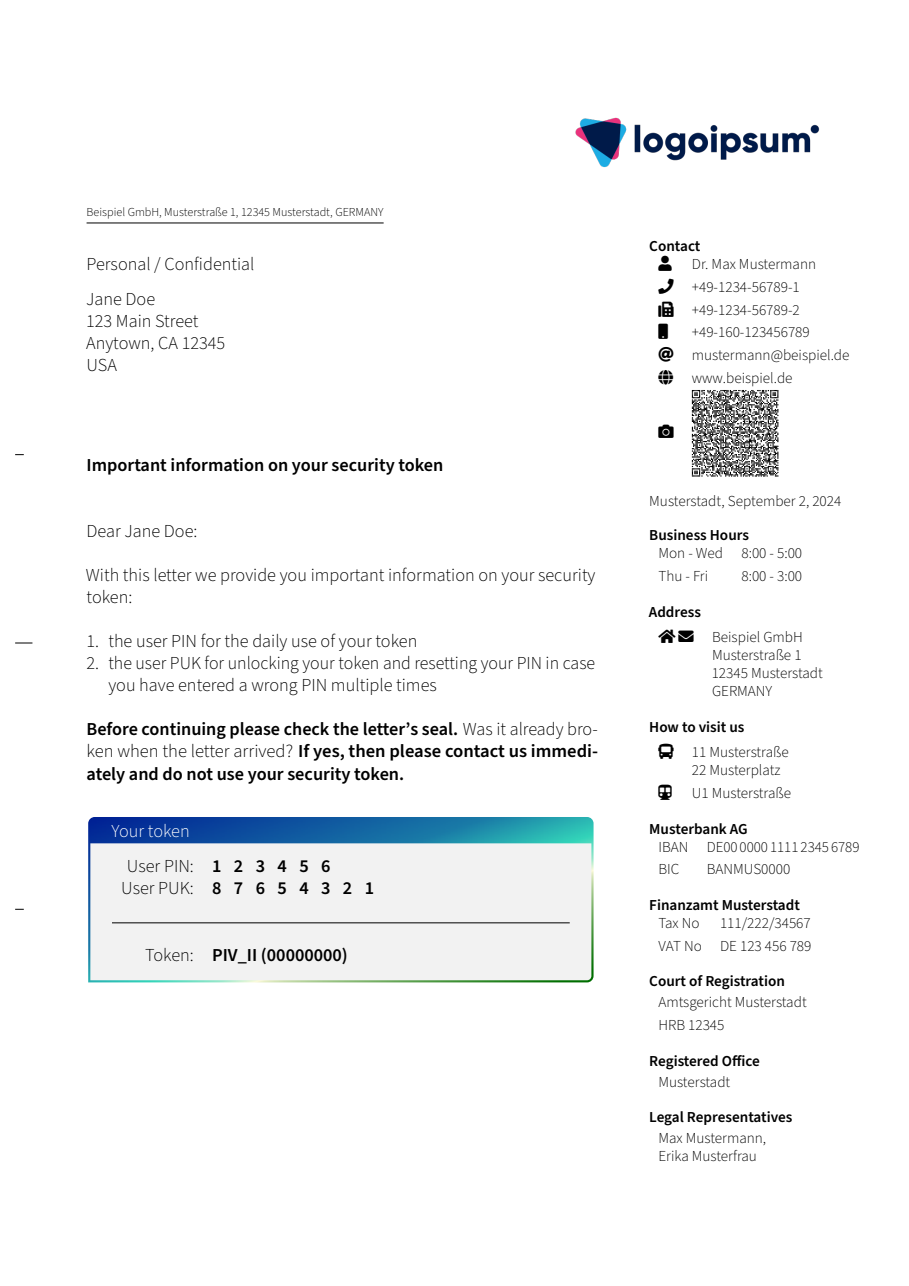 logoipsum
Beispiel GmbH, Musterstraße 1, 12345 Musterstadt, GERMANY
Personal / Confidential
Jane Doe
123 Main Street
Anytown, CA 12345
USA
Important information on your security token
Dear Jane Doe:
With this letter we provide you important information on your security
token:
1. the user PIN for the daily use of your token
2. the user PUK for unlocking your token and resetting your PIN in case
you have entered a wrong PIN multiple times
Before continuing please check the letter’s seal. Was it already bro-
ken when the letter arrived? If yes, then please contact us immedi-
ately and do not use your security token.
Your token
User PIN: 1 2 3 4 5 6
User PUK: 8 7 6 5 4 3 2 1
Token: PIV_II (00000000)
Contact
Dr. Max Mustermann
+49-1234-56789-1
+49-1234-56789-2
+49-160-123456789
mustermann@beispiel.de
www.beispiel.de
Musterstadt, September 2, 2024
Business Hours
Mon - Wed 8:00 - 5:00
Thu - Fri 8:00 - 3:00
Address
Beispiel GmbH
Musterstraße 1
12345 Musterstadt
GERMANY
How to visit us
11 Musterstraße
22 Musterplatz
U1 Musterstraße
Musterbank AG
IBAN DE00 0000 1111 2345 6789
BIC BANMUS0000
Finanzamt Musterstadt
Tax No 111/222/34567
VAT No DE 123 456 789
Court of Registration
Amtsgericht Musterstadt
HRB 12345
Registered Office
Musterstadt
Legal Representatives
Max Mustermann,
Erika Musterfrau